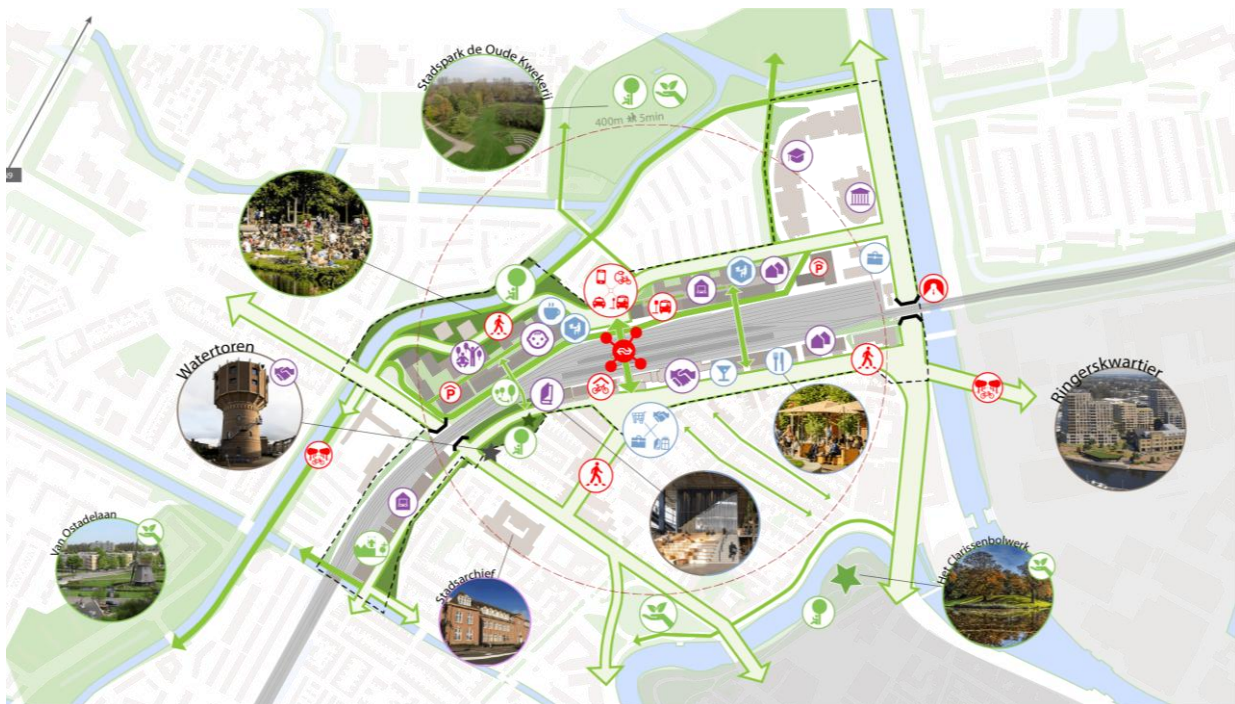 Stadspark de Oude Kwekerij
400m 5min
Watertoren
Ringerskwartier
Van Ostadelaan
Stadsarchief
Het Clarissenbolwerk
P
P